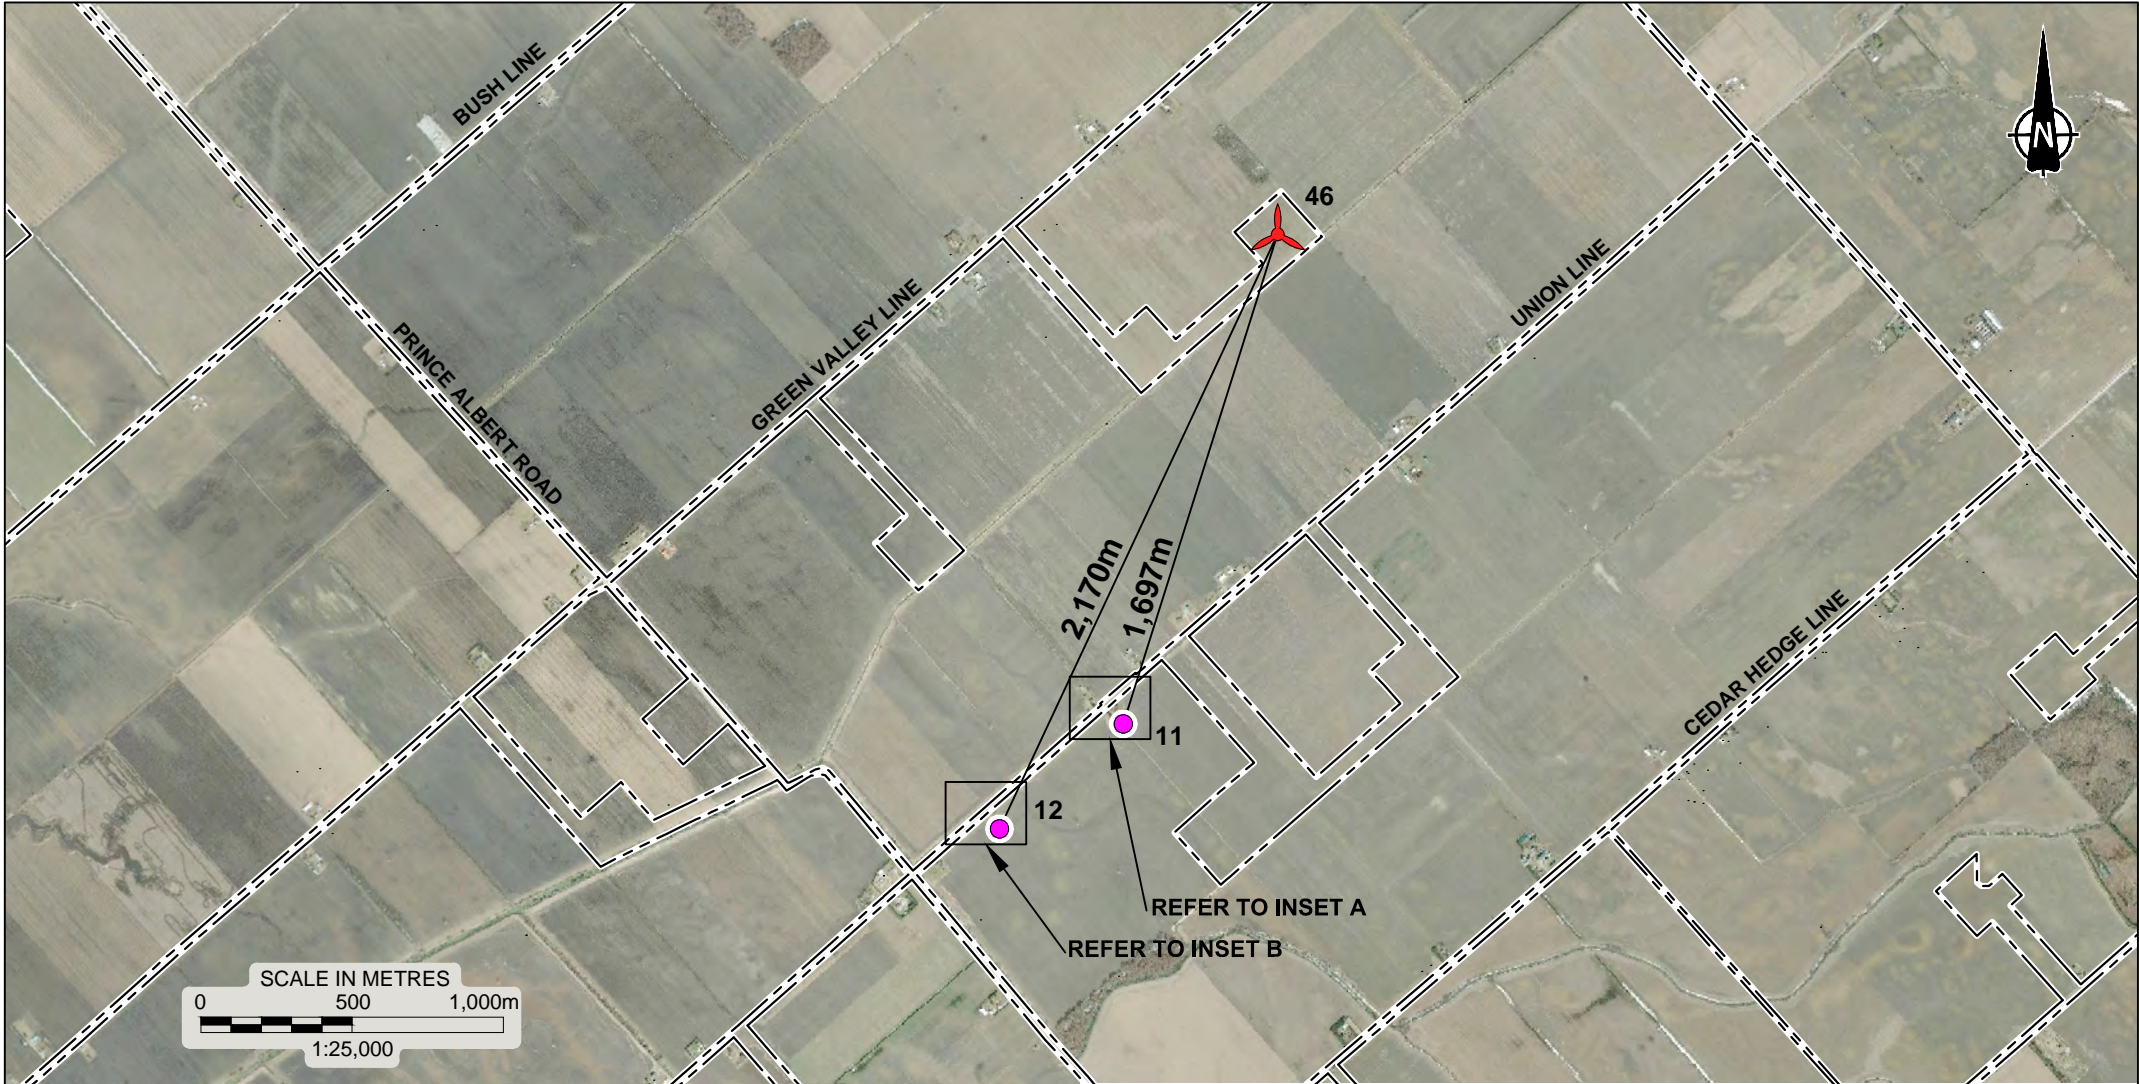 BUSH LINE
N
46
PRINCE ALBERT ROAD
GREEN VALLEY LINE
UNION LINE
2,170m
1,697m
CEDAR HEDGE LINE
11
12
REFER TO INSET A
REFER TO INSET B
SCALE IN METRES
0 500 1,000m
1:25,000